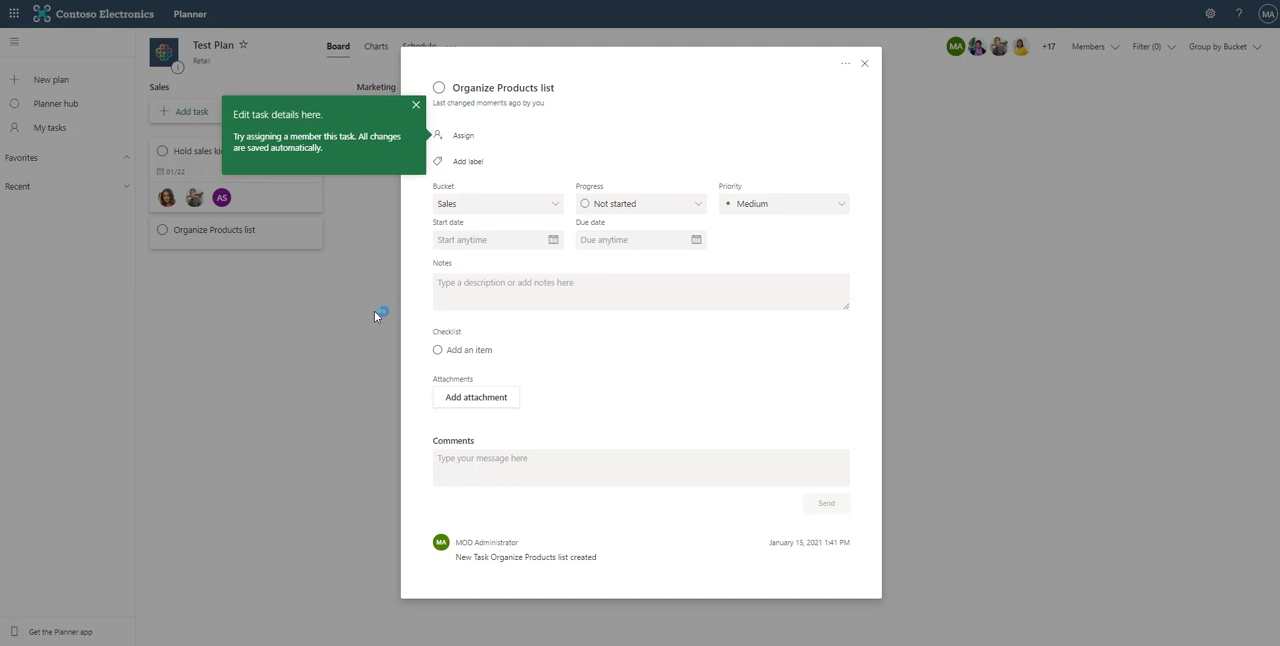 Contoso Electronics
Planner
?
MA
New plan
Planner hub
My tasks
Favorites
Recent
Get the Planner app
Test Plan
Retail
Board
Charts
Schedule
...
MA
+17
Members
Filter (0)
Group by Bucket
Sales
Marketing
Add task
Hold sales
01/22
AS
Organize Products list
Edit task details here.
Try assigning a member this task. All changes
are saved automatically.
Organize Products list
Last changed moments ago by you
Assign
Add label
Bucket
Progress
Priority
Sales
Not started
Medium
Start date
Due date
Start anytime
Due anytime
Notes
Type a description or add notes here
Checklist
Add an item
Attachments
Add attachment
Comments
Type your message here
Send
MA
MOD Administrator
January 15, 2021 1:41 PM
New Task Organize Products list created